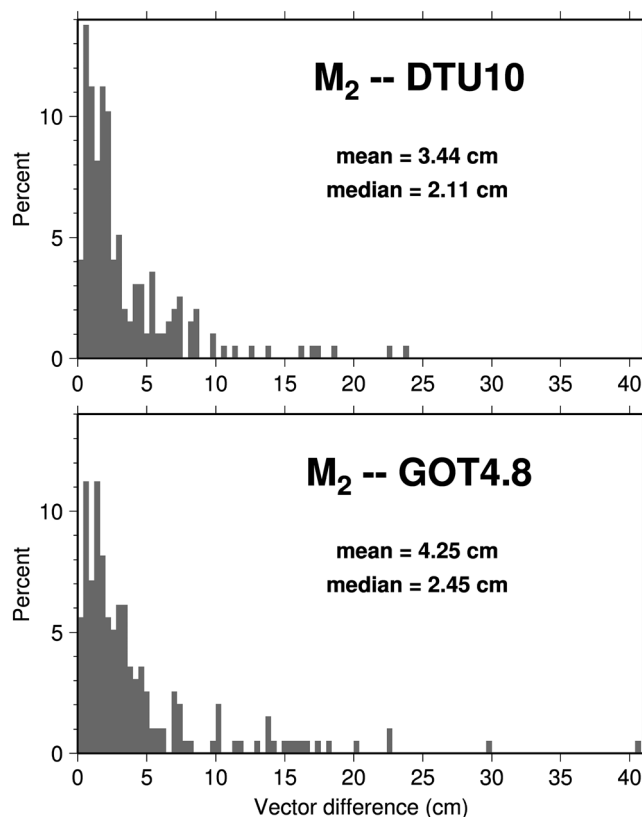 M₂ -- DTU10
mean = 3.44 cm
median = 2.11 cm
Percent
10
5
0
0 5 10 15 20 25 30 35 40
M₂ -- GOT4.8
mean = 4.25 cm
median = 2.45 cm
Percent
10
5
0
0 5 10 15 20 25 30 35 40
Vector difference (cm)